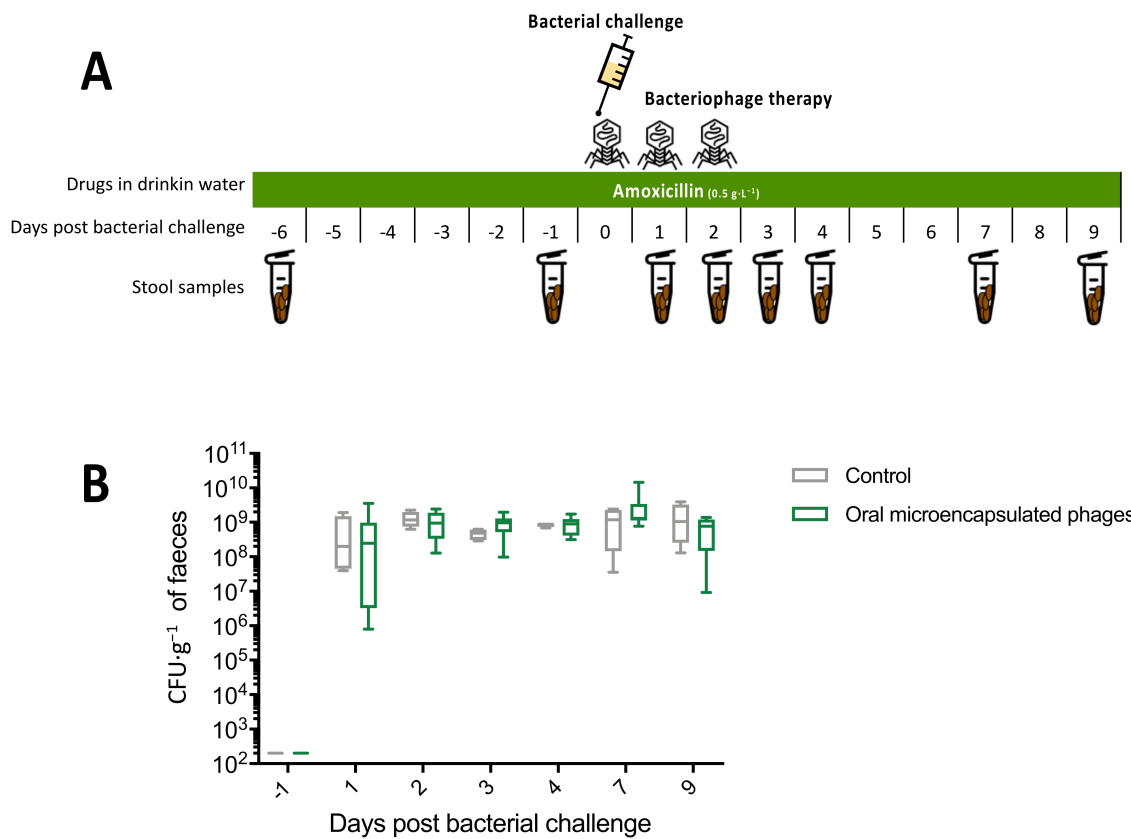 A
Bacterial challenge
Bacteriophage therapy
Drugs in drinkin water
Amoxicillin (0.5 g·L⁻¹)
Days post bacterial challenge
-6 -5 -4 -3 -2 -1 0 1 2 3 4 5 6 7 8 9
Stool samples
B
CFU·g⁻¹ of faeces
10¹¹
10¹⁰
10⁹
10⁸
10⁷
10⁶
10⁵
10⁴
10³
10²
-1 1 2 3 4 7 9
Days post bacterial challenge
Control
Oral microencapsulated phages